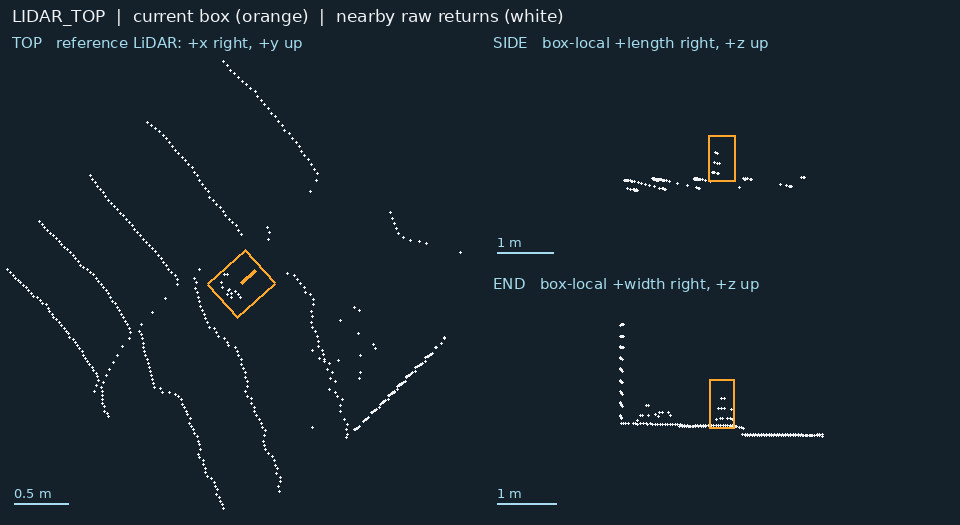 LIDAR_TOP  |  current box (orange)  |  nearby raw returns (white)
TOP   reference LiDAR: +x right, +y up
SIDE   box-local +length right, +z up
1 m
END   box-local +width right, +z up
0.5 m
1 m